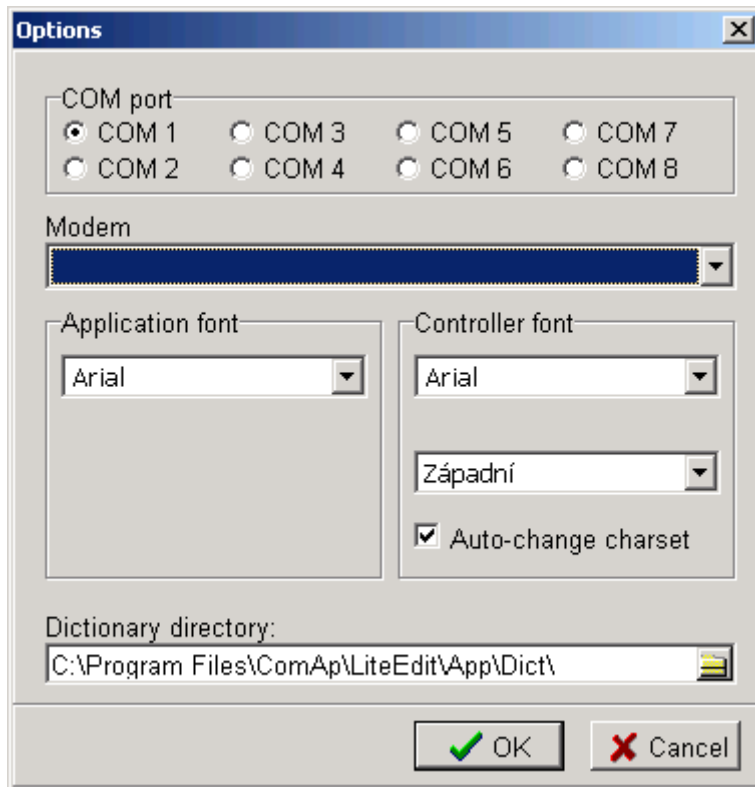 Options
COM port
COM 1 COM 3 COM 5 COM 7
COM 2 COM 4 COM 6 COM 8
Modem
Application font Controller font
Arial Arial
Západní
Auto-change charset
Dictionary directory:
C:\Program Files\ComAp\LiteEdit\App\Dict\
OK Cancel